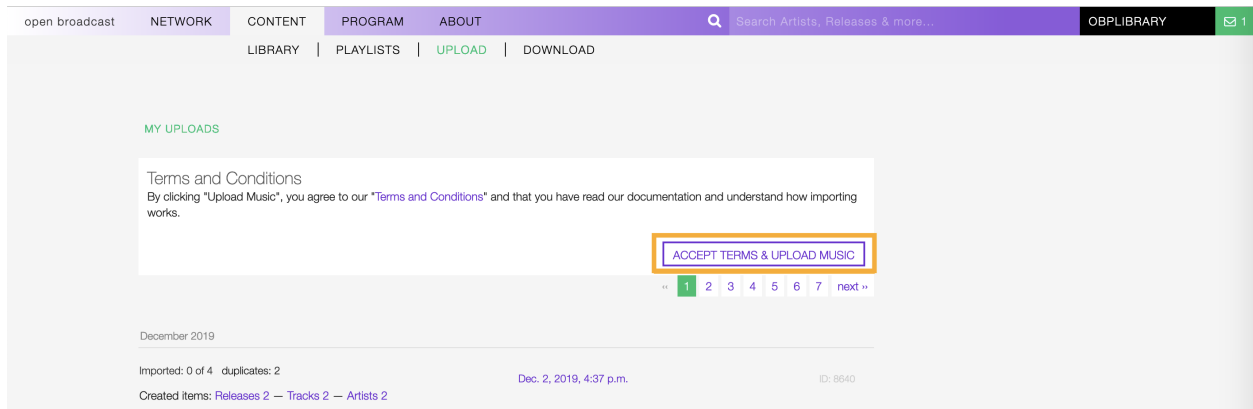 open broadcast NETWORK CONTENT PROGRAM ABOUT Search Artists, Releases & more... OBPLIBRARY 1
LIBRARY | PLAYLISTS | UPLOAD | DOWNLOAD
MY UPLOADS
Terms and Conditions
By clicking "Upload Music", you agree to our "Terms and Conditions" and that you have read our documentation and understand how importing
works.
ACCEPT TERMS & UPLOAD MUSIC
‹‹ 1 2 3 4 5 6 7 next ››
December 2019
Imported: 0 of 4 duplicates: 2
Dec. 2, 2019, 4:37 p.m. ID: 8640
Created items: Releases 2 — Tracks 2 — Artists 2